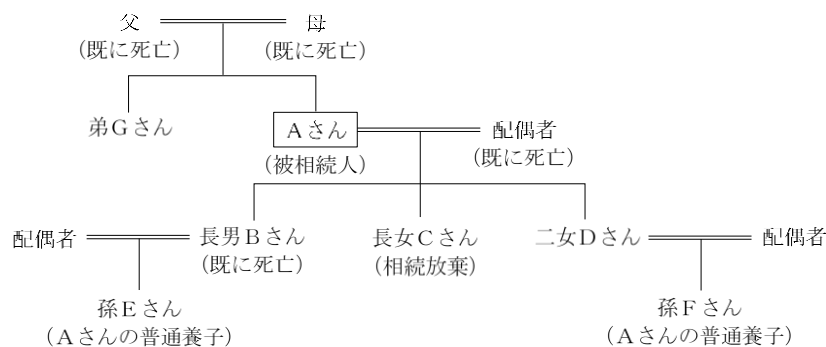 父
母
(既に死亡)
(既に死亡)
弟Gさん
Aさん
配偶者
(被相続人)
(既に死亡)
配偶者
長男Bさん
長女Cさん
二女Dさん
配偶者
(既に死亡)
(相続放棄)
孫Eさん
孫Fさん
(Aさんの普通養子)
(Aさんの普通養子)